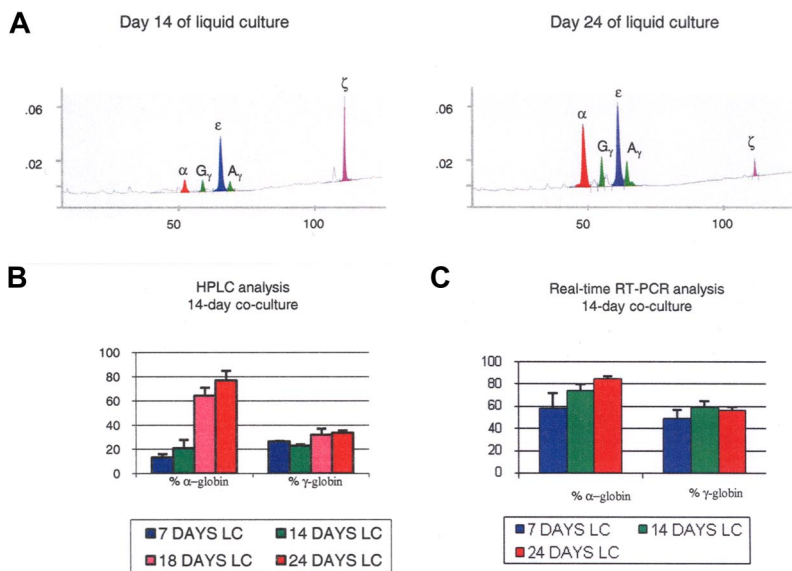 A
Day 14 of liquid culture
.06
.02
α
Gγ
ε
Aγ
ζ
50
100
Day 24 of liquid culture
.06
.02
α
Gγ
ε
Aγ
ζ
50
100
B
HPLC analysis
14-day co-culture
100
80
60
40
20
0
% α–globin
% γ-globin
7 DAYS LC
14 DAYS LC
18 DAYS LC
24 DAYS LC
C
Real-time RT-PCR analysis
14-day co-culture
100
80
60
40
20
0
% α–globin
% γ-globin
7 DAYS LC
14 DAYS LC
24 DAYS LC